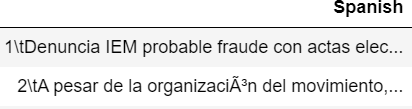 Spanish
1\tDenuncia IEM probable fraude con actas elec...
2\tA pesar de la organizaciÃ³n del movimiento,...